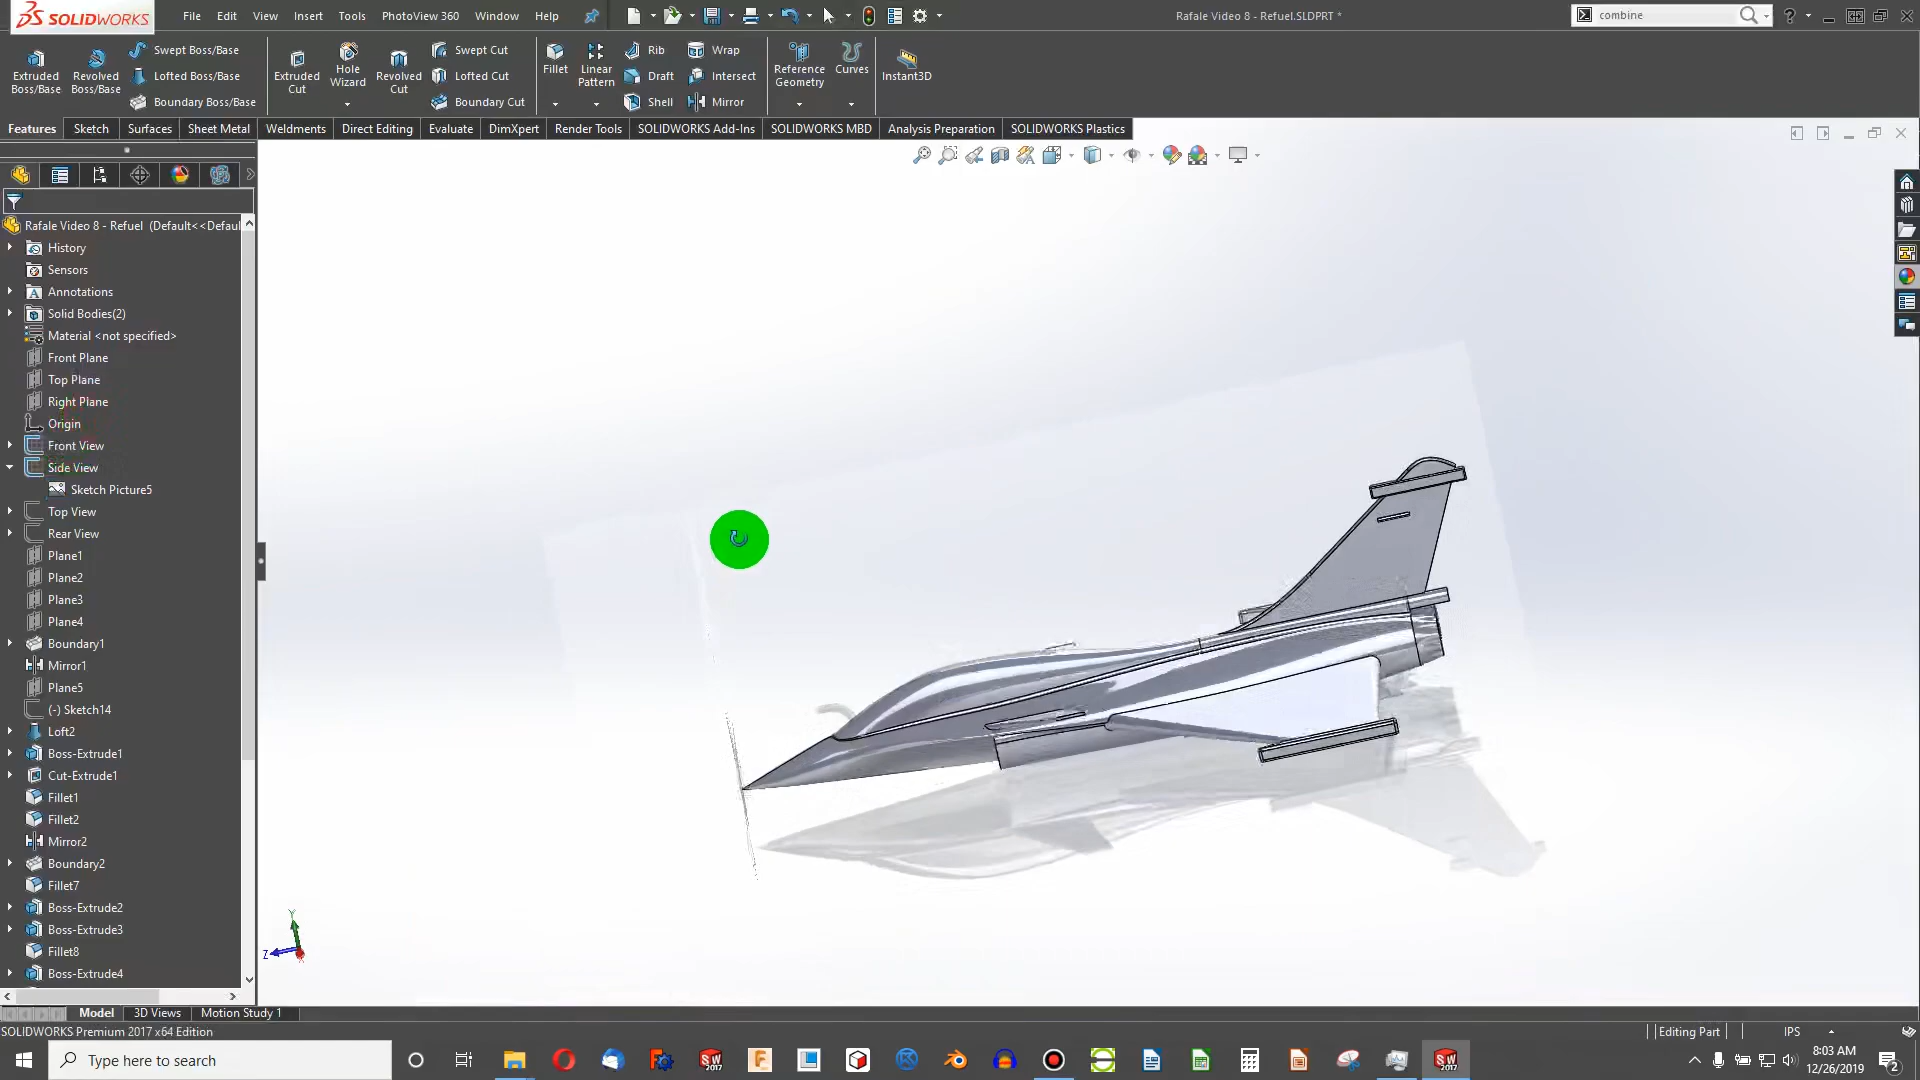 SOLIDWORKS
File Edit View Insert Tools PhotoView 360 Window Help
Rafale Video 8 - Refuel.SLDPRT *
combine
Extruded Boss/Base
Revolved Boss/Base
Swept Boss/Base
Lofted Boss/Base
Boundary Boss/Base
Extruded Cut
Hole Wizard
Revolved Cut
Swept Cut
Lofted Cut
Boundary Cut
Fillet
Linear Pattern
Rib
Draft
Shell
Wrap
Intersect
Mirror
Reference Geometry
Curves
Instant3D
Features Sketch Surfaces Sheet Metal Weldments Direct Editing Evaluate DimXpert Render Tools SOLIDWORKS Add-Ins SOLIDWORKS MBD Analysis Preparation SOLIDWORKS Plastics
Rafale Video 8 - Refuel (Default<<Defaul
History
Sensors
Annotations
Solid Bodies(2)
Material <not specified>
Front Plane
Top Plane
Right Plane
Origin
Front View
Side View
Sketch Picture5
Top View
Rear View
Plane1
Plane2
Plane3
Plane4
Boundary1
Mirror1
Plane5
(-) Sketch14
Loft2
Boss-Extrude1
Cut-Extrude1
Fillet1
Fillet2
Mirror2
Boundary2
Fillet7
Boss-Extrude2
Boss-Extrude3
Fillet8
Boss-Extrude4
Y
Z
Model 3D Views Motion Study 1
SOLIDWORKS Premium 2017 x64 Edition
Editing Part
IPS
Type here to search
8:03 AM
12/26/2019